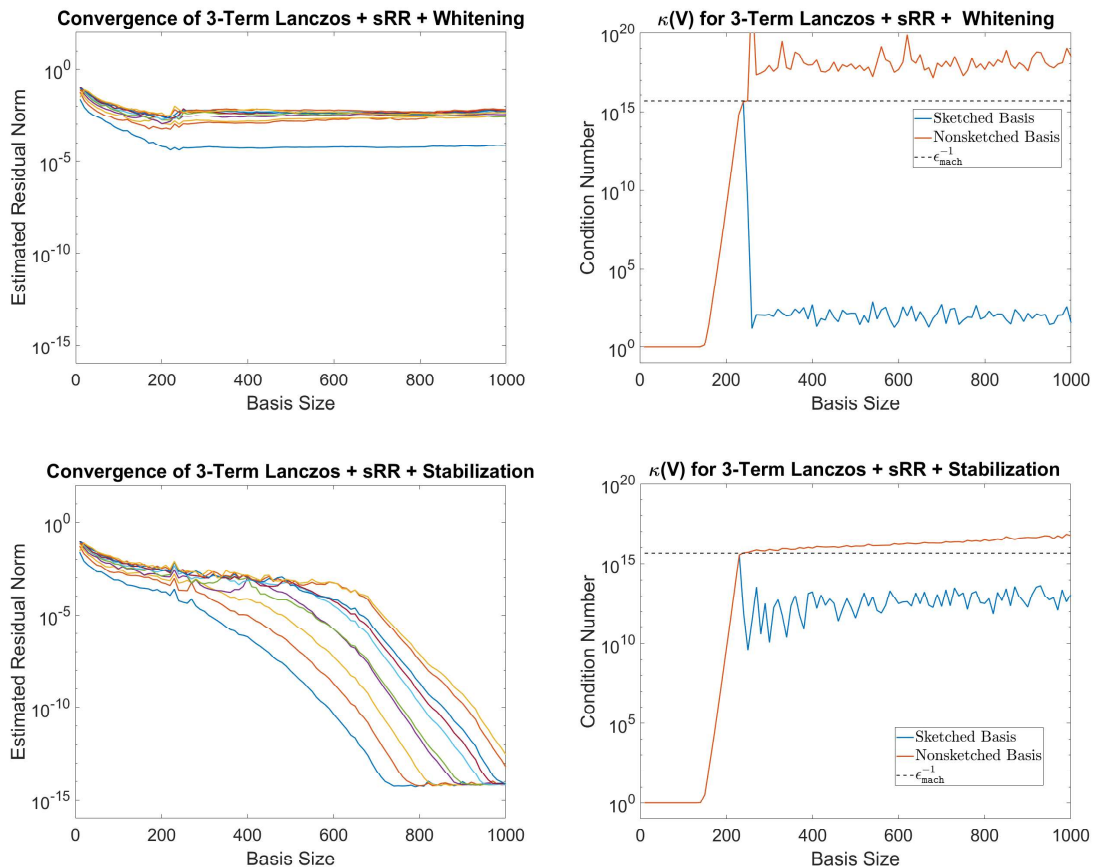 Convergence of 3-Term Lanczos + sRR + Whitening
10^0
10^-5
10^-10
10^-15
Estimated Residual Norm
0 200 400 600 800 1000
Basis Size
κ(V) for 3-Term Lanczos + sRR + Whitening
10^20
10^15
10^10
10^5
10^0
Condition Number
Sketched Basis
Nonsketched Basis
ϵ_mach^-1
0 200 400 600 800 1000
Basis Size
Convergence of 3-Term Lanczos + sRR + Stabilization
10^0
10^-5
10^-10
10^-15
Estimated Residual Norm
0 200 400 600 800 1000
Basis Size
κ(V) for 3-Term Lanczos + sRR + Stabilization
10^20
10^15
10^10
10^5
10^0
Condition Number
Sketched Basis
Nonsketched Basis
ϵ_mach^-1
0 200 400 600 800 1000
Basis Size